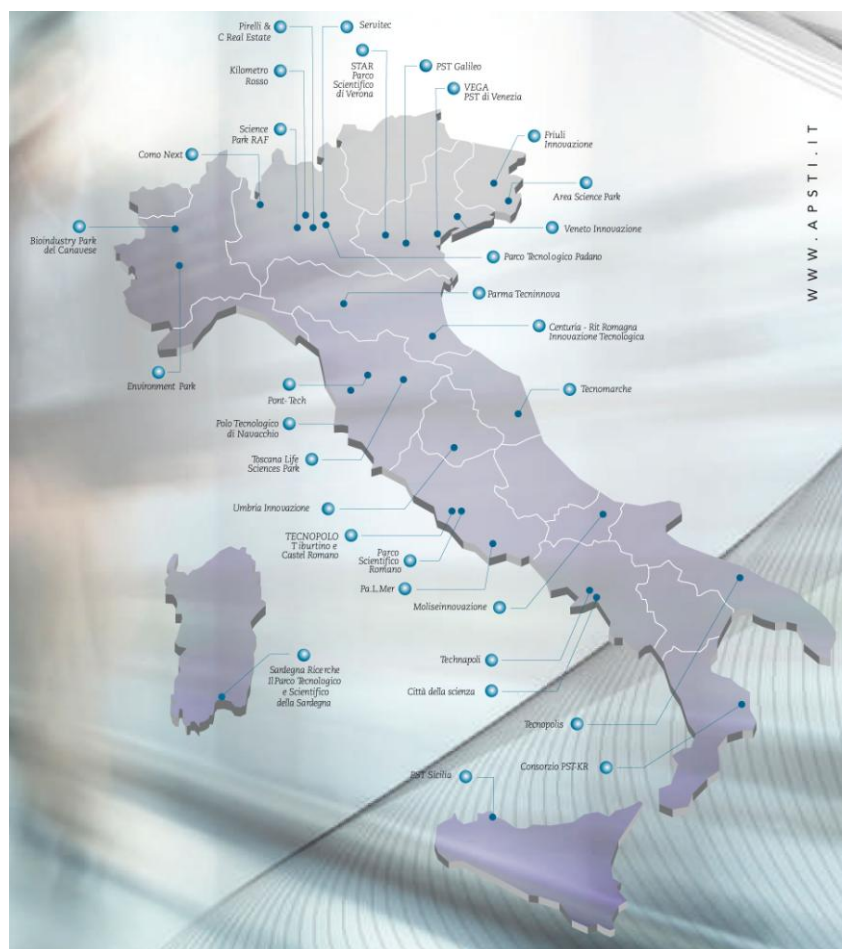 Pirelli &
C Real Estate
Servitec
Kilometro
Rosso
STAR
Parco
Scientifico
di Verona
PST Galileo
VEGA
PST di Venezia
Science
Park RAF
Como Next
Friuli
Innovazione
Area Science Park
Bioindustry Park
del Canavese
Veneto Innovazione
Parco Tecnologico Padano
WWW.APSTI.IT
Parma Tecninnova
Centuria - Rit Romagna
Innovazione Tecnologica
Environment Park
Pont-Tech
Tecnomarche
Polo Tecnologico
di Navacchio
Toscana Life
Sciences Park
Umbria Innovazione
TECNOPOLO
Tiburtino e
Castel Romano
Parco
Scientifico
Romano
Pa.L.Mer
Moliseinnovazione
Technapoli
Sardegna Ricerche
Il Parco Tecnologico
e Scientifico
della Sardegna
Città della scienza
Tecnopolis
Consorzio PST-KR
PST Sicilia